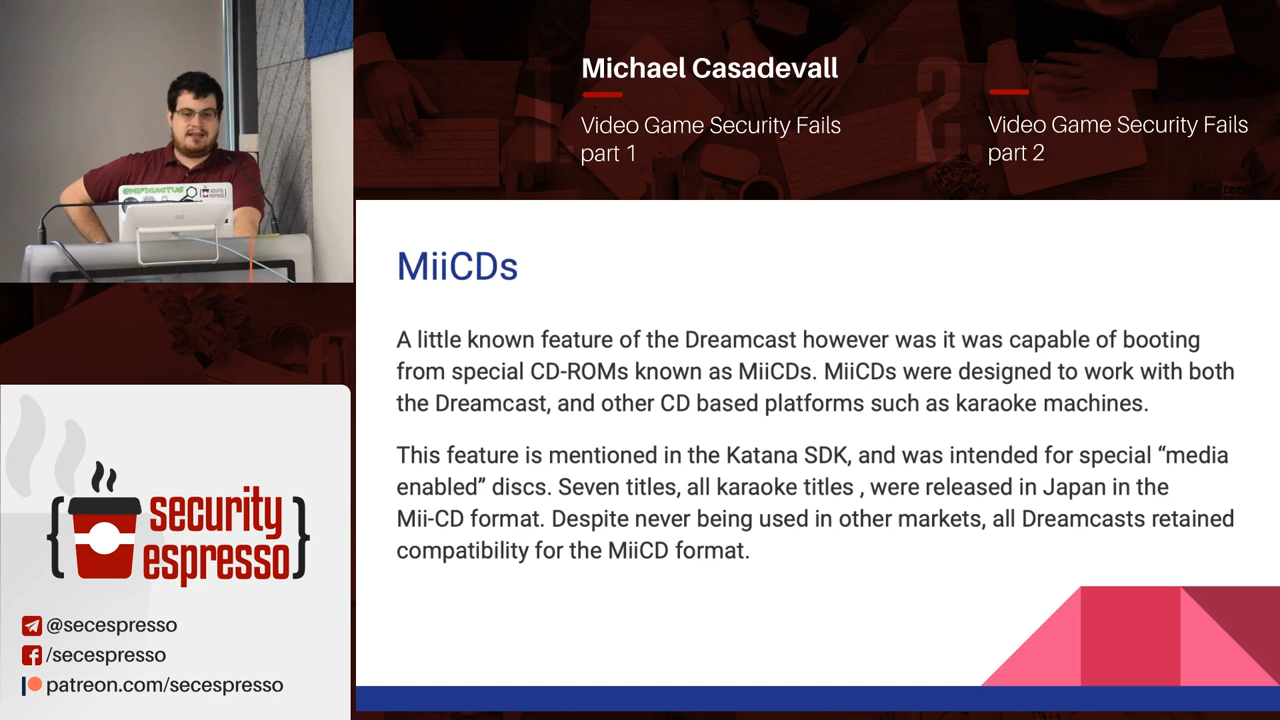 Michael Casadevall
Video Game Security Fails
part 1
Video Game Security Fails
part 2
MiiCDs
A little known feature of the Dreamcast however was it was capable of booting
from special CD-ROMs known as MiiCDs. MiiCDs were designed to work with both
the Dreamcast, and other CD based platforms such as karaoke machines.
This feature is mentioned in the Katana SDK, and was intended for special “media
enabled” discs. Seven titles, all karaoke titles , were released in Japan in the
Mii-CD format. Despite never being used in other markets, all Dreamcasts retained
compatibility for the MiiCD format.
{security
espresso}
@secespresso
/secespresso
patreon.com/secespresso